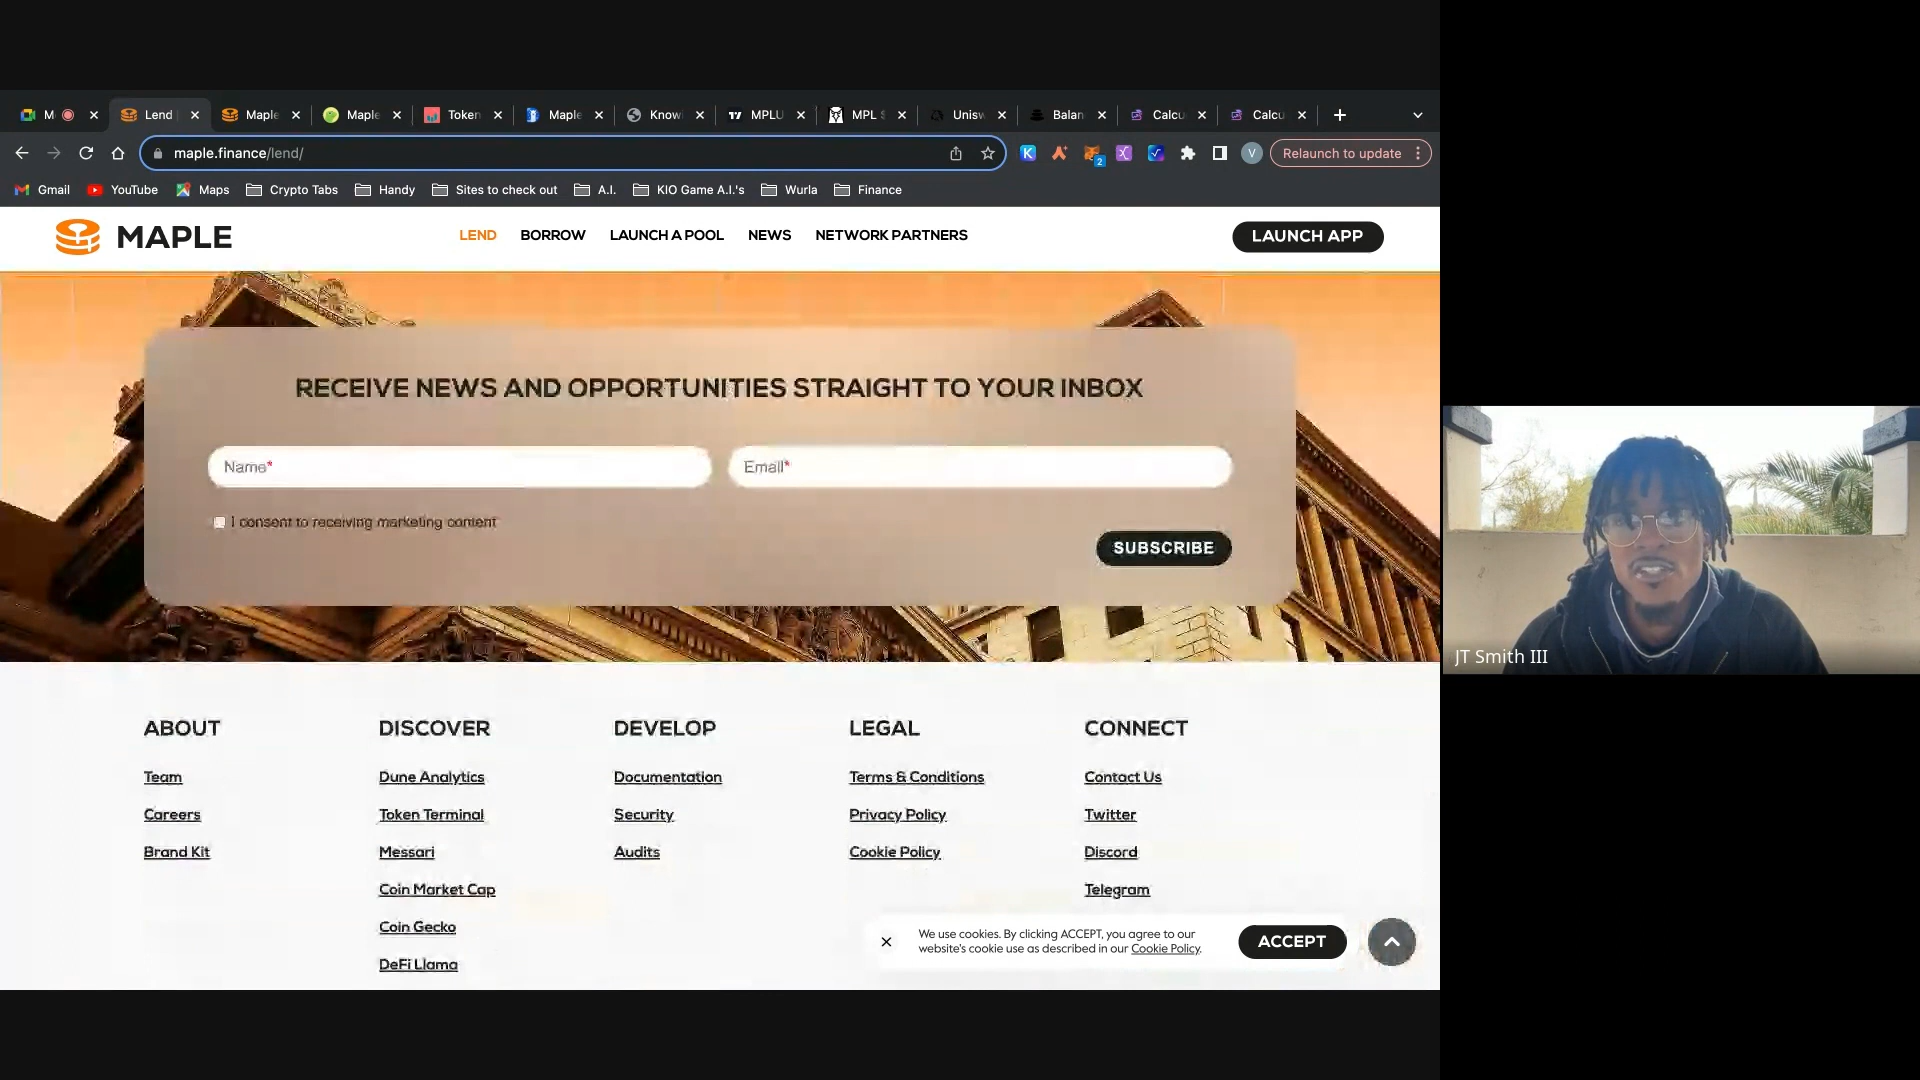 M
Lend
Maple
Maple
Token
Maple
Know
MPLU
MPL
Unisw
Balan
Calcu
Calcu
maple.finance/lend/
2
V
Relaunch to update
Gmail
YouTube
Maps
Crypto Tabs
Handy
Sites to check out
A.I.
KIO Game A.I.'s
Wurla
Finance
MAPLE
LEND
BORROW
LAUNCH A POOL
NEWS
NETWORK PARTNERS
LAUNCH APP
RECEIVE NEWS AND OPPORTUNITIES STRAIGHT TO YOUR INBOX
Name*
Email*
I consent to receiving marketing content
SUBSCRIBE
JT Smith III
ABOUT
Team
Careers
Brand Kit
DISCOVER
Dune Analytics
Token Terminal
Messari
Coin Market Cap
Coin Gecko
DeFi Llama
DEVELOP
Documentation
Security
Audits
LEGAL
Terms & Conditions
Privacy Policy
Cookie Policy
CONNECT
Contact Us
Twitter
Discord
Telegram
We use cookies. By clicking ACCEPT, you agree to our
website's cookie use as described in our Cookie Policy.
ACCEPT